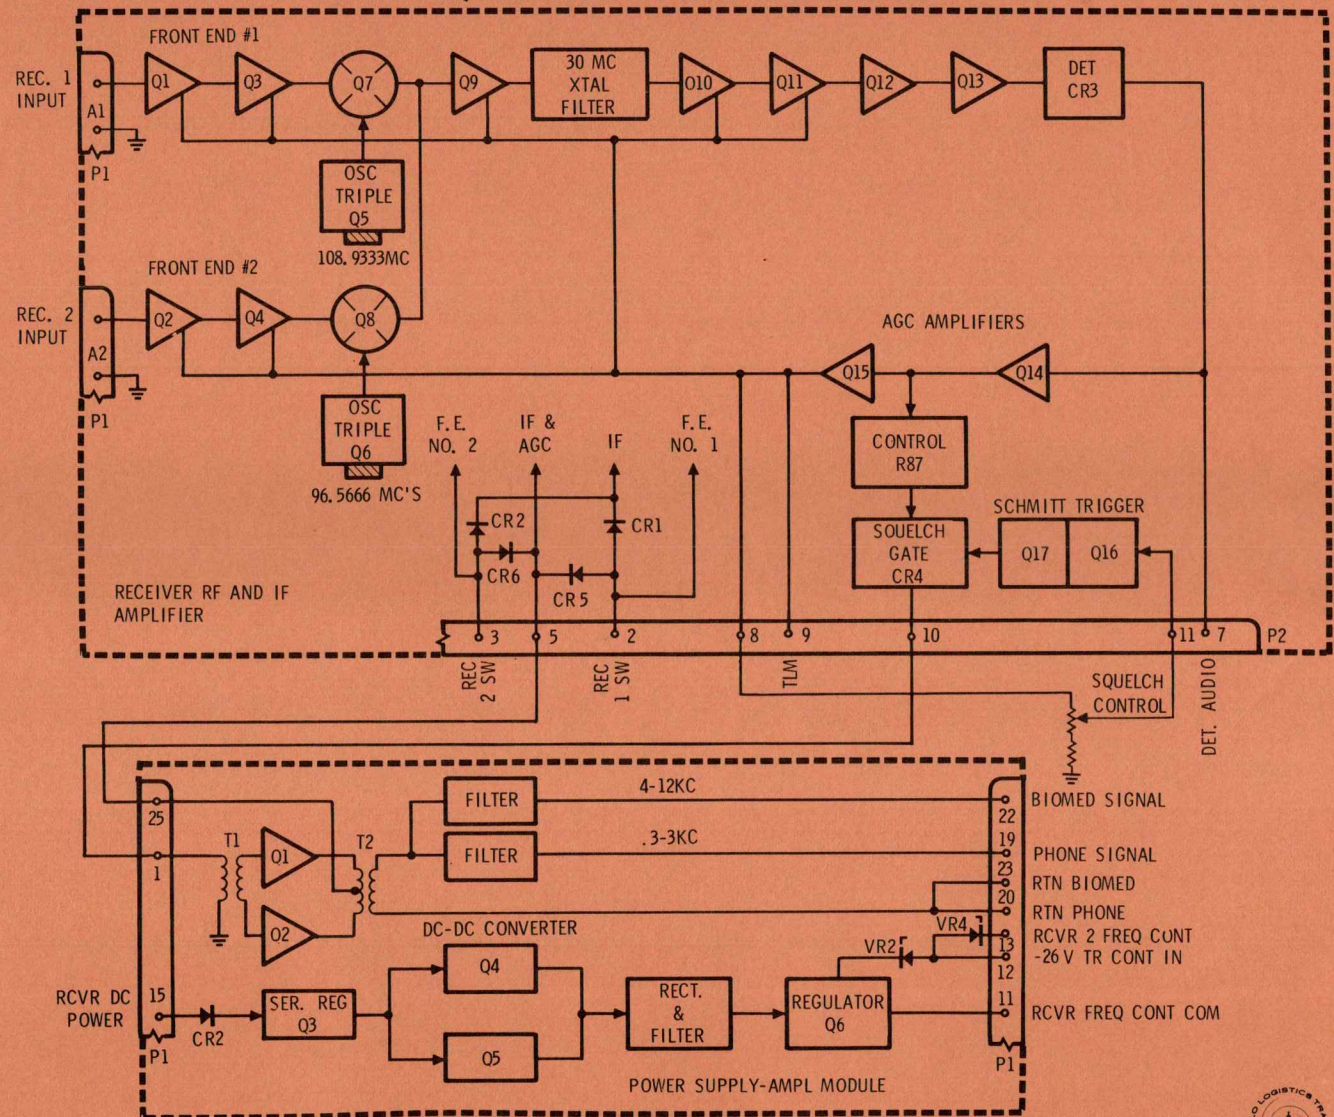 FRONT END #1
REC. 1
INPUT
A1
P1
Q1
Q3
Q7
Q9
30 MC
XTAL
FILTER
Q10
Q11
Q12
Q13
DET
CR3
OSC
TRIPLE
Q5
108.9333MC
FRONT END #2
REC. 2
INPUT
A2
P1
Q2
Q4
Q8
OSC
TRIPLE
Q6
96.5666 MC'S
AGC AMPLIFIERS
Q15
Q14
CONTROL
R87
SCHMITT TRIGGER
SQUELCH
GATE
CR4
Q17
Q16
F.E.
NO. 2
IF &
AGC
IF
F.E.
NO. 1
CR2
CR1
CR6
CR5
RECEIVER RF AND IF
AMPLIFIER
3
5
2
8
9
10
11
7
P2
REC
2 SW
REC
1 SW
TLM
SQUELCH
CONTROL
DET. AUDIO
25
1
T1
Q1
Q2
T2
FILTER
4-12KC
FILTER
.3-3KC
22
BIOMED SIGNAL
19
PHONE SIGNAL
23
RTN BIOMED
20
RTN PHONE
VR4
RCVR 2 FREQ CONT
13
-26V TR CONT IN
VR2
12
11
RCVR FREQ CONT COM
P1
DC-DC CONVERTER
Q4
Q5
RCVR DC
POWER
15
P1
CR2
SER. REG
Q3
RECT.
&
FILTER
REGULATOR
Q6
POWER SUPPLY-AMPL MODULE
LOGISTICS